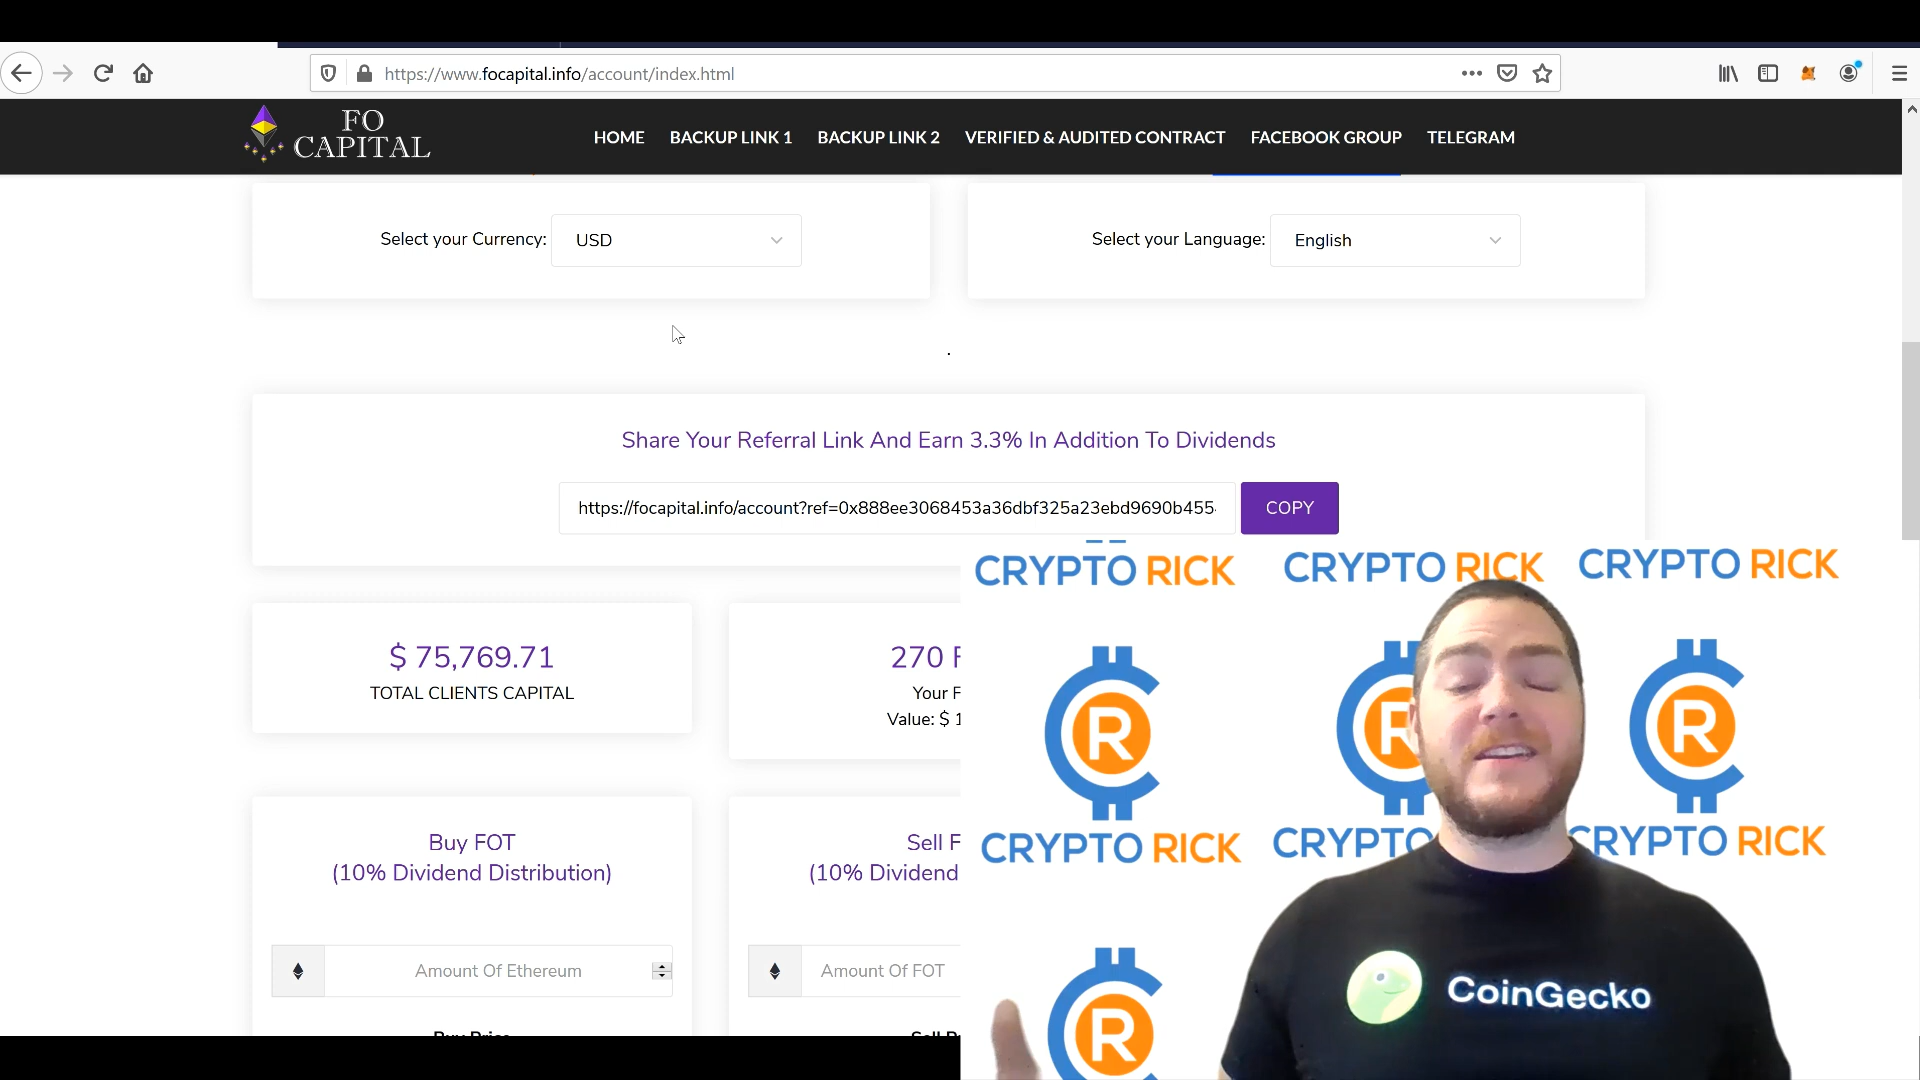 https://www.focapital.info/account/index.html
FO
CAPITAL
HOME
BACKUP LINK 1
BACKUP LINK 2
VERIFIED & AUDITED CONTRACT
FACEBOOK GROUP
TELEGRAM
Select your Currency:
USD
Select your Language:
English
.
Share Your Referral Link And Earn 3.3% In Addition To Dividends
https://focapital.info/account?ref=0x888ee3068453a36dbf325a23ebd9690b455
COPY
$ 75,769.71
TOTAL CLIENTS CAPITAL
270 F
Your F
Value: $ 1
Buy FOT
(10% Dividend Distribution)
Sell F
(10% Dividend
Amount Of Ethereum
Amount Of FOT
CRYPTO RICK
CRYPTO RICK
CRYPTO RICK
R
R
R
CRYPTO RICK
CRYPTO
CRYPTO RICK
R
CoinGecko